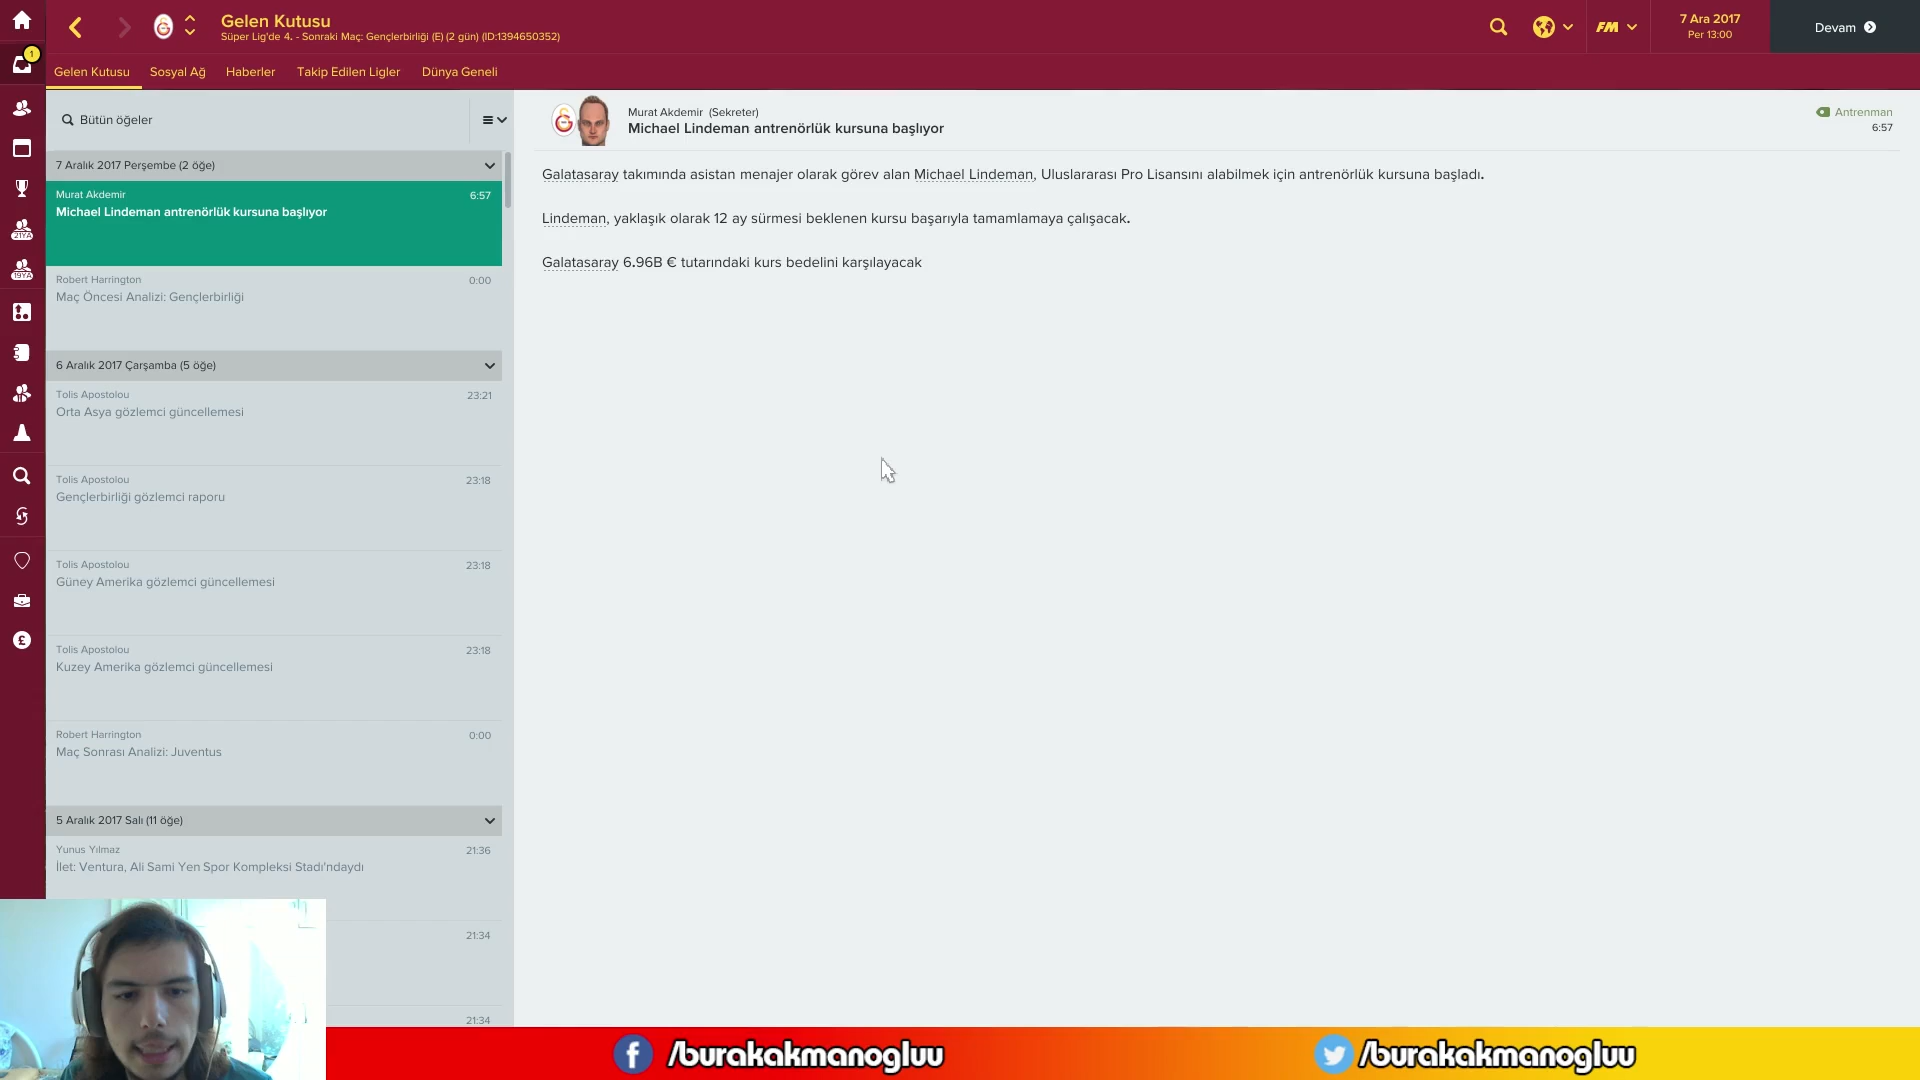 1
21YA
19YA
Gelen Kutusu
Süper Lig'de 4. - Sonraki Maç: Gençlerbirliği (E) (2 gün) (ID:1394650352)
FM
7 Ara 2017
Per 13:00
Devam
Gelen Kutusu
Sosyal Ağ
Haberler
Takip Edilen Ligler
Dünya Geneli
Bütün öğeler
7 Aralık 2017 Perşembe (2 öğe)
Murat Akdemir 6:57
Michael Lindeman antrenörlük kursuna başlıyor
Robert Harrington 0:00
Maç Öncesi Analizi: Gençlerbirliği
6 Aralık 2017 Çarşamba (5 öğe)
Tolis Apostolou 23:21
Orta Asya gözlemci güncellemesi
Tolis Apostolou 23:18
Gençlerbirliği gözlemci raporu
Tolis Apostolou 23:18
Güney Amerika gözlemci güncellemesi
Tolis Apostolou 23:18
Kuzey Amerika gözlemci güncellemesi
Robert Harrington 0:00
Maç Sonrası Analizi: Juventus
5 Aralık 2017 Salı (11 öğe)
Yunus Yılmaz 21:36
İlet: Ventura, Ali Sami Yen Spor Kompleksi Stadı'ndaydı
21:34
21:34
Murat Akdemir (Sekreter)
Michael Lindeman antrenörlük kursuna başlıyor
Antrenman
6:57
Galatasaray takımında asistan menajer olarak görev alan Michael Lindeman, Uluslararası Pro Lisansını alabilmek için antrenörlük kursuna başladı.
Lindeman, yaklaşık olarak 12 ay sürmesi beklenen kursu başarıyla tamamlamaya çalışacak.
Galatasaray 6.96B € tutarındaki kurs bedelini karşılayacak
/burakakmanogluu
/burakakmanogluu